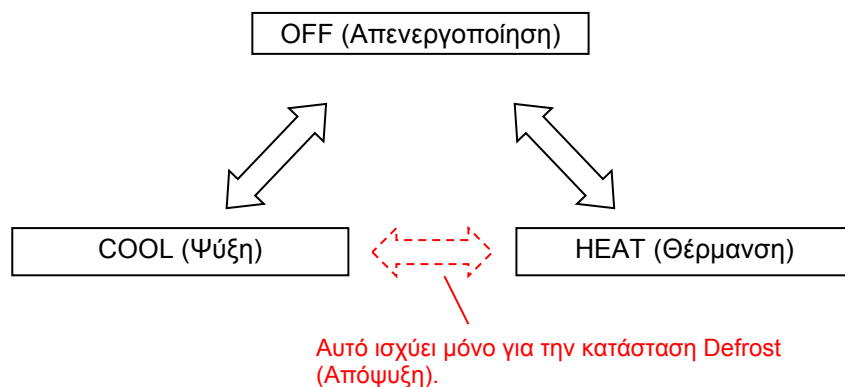 OFF (Απενεργοποίηση)
COOL (Ψύξη)
HEAT (Θέρμανση)
Αυτό ισχύει μόνο για την κατάσταση Defrost
(Απόψυξη).